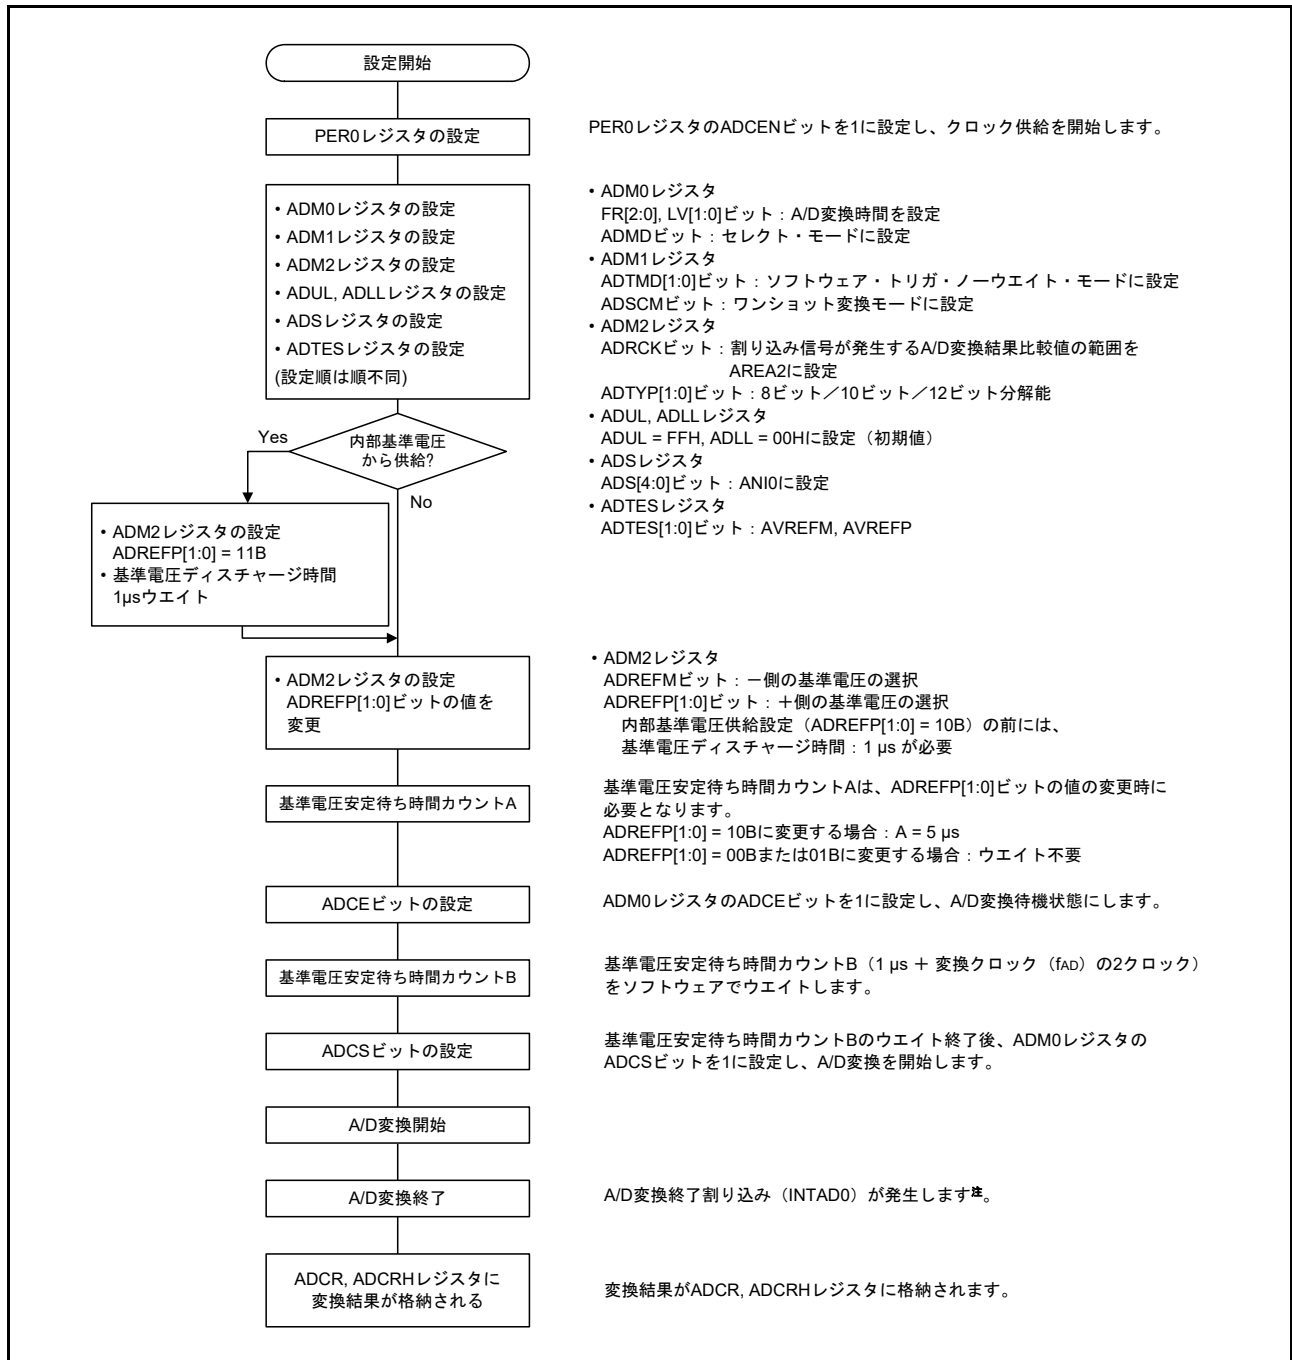 設定開始
PER0レジスタの設定
PER0レジスタのADCENビットを1に設定し、クロック供給を開始します。
• ADM0レジスタの設定
• ADM1レジスタの設定
• ADM2レジスタの設定
• ADUL, ADLLレジスタの設定
• ADSレジスタの設定
• ADTESレジスタの設定
(設定順は順不同)
• ADM0レジスタ
FR[2:0], LV[1:0]ビット：A/D変換時間を設定
ADMDビット：セレクト・モードに設定
• ADM1レジスタ
ADTMD[1:0]ビット：ソフトウェア・トリガ・ノーウエイト・モードに設定
ADSCMビット：ワンショット変換モードに設定
• ADM2レジスタ
ADRCKビット：割り込み信号が発生するA/D変換結果比較値の範囲を
AREA2に設定
ADTYP[1:0]ビット：8ビット／10ビット／12ビット分解能
• ADUL, ADLLレジスタ
ADUL = FFH, ADLL = 00Hに設定（初期値）
• ADSレジスタ
ADS[4:0]ビット：ANI0に設定
• ADTESレジスタ
ADTES[1:0]ビット：AVREFM, AVREFP
内部基準電圧
から供給?
Yes
No
• ADM2レジスタの設定
ADREFP[1:0] = 11B
• 基準電圧ディスチャージ時間
1µsウエイト
• ADM2レジスタの設定
ADREFP[1:0]ビットの値を
変更
• ADM2レジスタ
ADREFMビット：－側の基準電圧の選択
ADREFP[1:0]ビット：＋側の基準電圧の選択
内部基準電圧供給設定（ADREFP[1:0] = 10B）の前には、
基準電圧ディスチャージ時間：1 µs が必要
基準電圧安定待ち時間カウントA
基準電圧安定待ち時間カウントAは、ADREFP[1:0]ビットの値の変更時に
必要となります。
ADREFP[1:0] = 10Bに変更する場合：A = 5 µs
ADREFP[1:0] = 00Bまたは01Bに変更する場合：ウエイト不要
ADCEビットの設定
ADM0レジスタのADCEビットを1に設定し、A/D変換待機状態にします。
基準電圧安定待ち時間カウントB
基準電圧安定待ち時間カウントB（1 µs ＋ 変換クロック（fAD）の2クロック）
をソフトウェアでウエイトします。
ADCSビットの設定
基準電圧安定待ち時間カウントBのウエイト終了後、ADM0レジスタの
ADCSビットを1に設定し、A/D変換を開始します。
A/D変換開始
A/D変換終了
A/D変換終了割り込み（INTAD0）が発生します注。
ADCR, ADCRHレジスタに
変換結果が格納される
変換結果がADCR, ADCRHレジスタに格納されます。